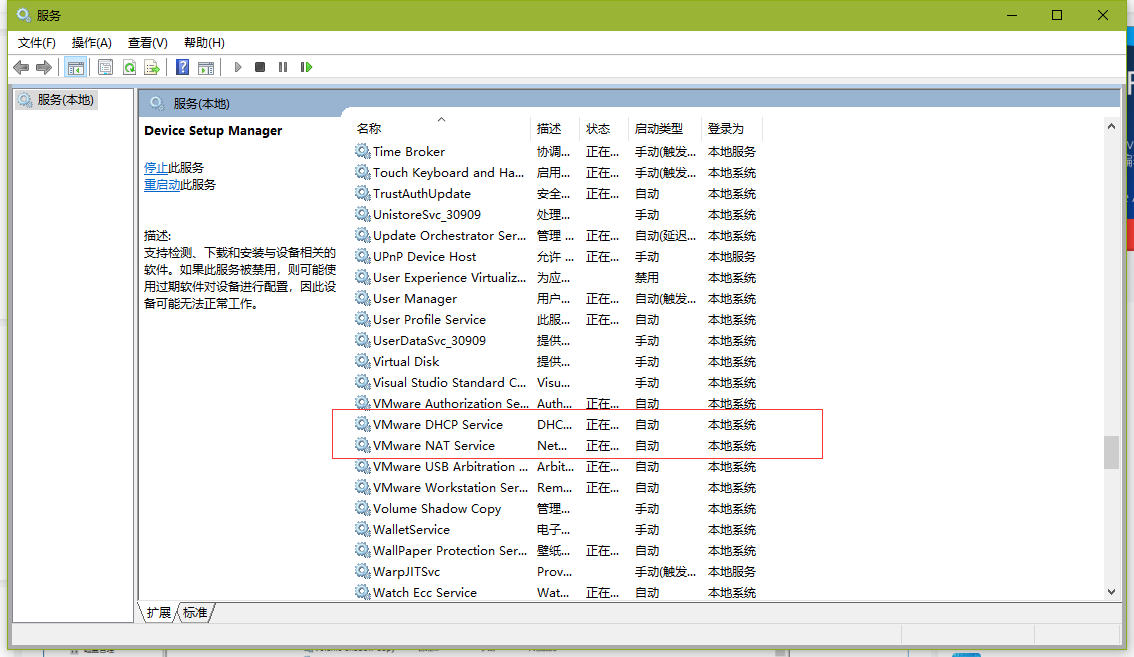 服务
文件(F) 操作(A) 查看(V) 帮助(H)
服务(本地)
服务(本地)
Device Setup Manager
停止此服务
重启动此服务
描述:
支持检测、下载和安装与设备相关的
软件。如果此服务被禁用，则可能使
用过期软件对设备进行配置，因此设
备可能无法正常工作。
名称 描述 状态 启动类型 登录为
Time Broker 协调... 正在... 手动(触发... 本地服务
Touch Keyboard and Ha... 启用... 正在... 手动(触发... 本地系统
TrustAuthUpdate 安全... 正在... 自动 本地系统
UnistoreSvc_30909 处理... 手动 本地系统
Update Orchestrator Ser... 管理 ... 正在... 自动(延迟... 本地系统
UPnP Device Host 允许 ... 正在... 手动 本地服务
User Experience Virtualiz... 为应... 禁用 本地系统
User Manager 用户... 正在... 自动(触发... 本地系统
User Profile Service 此服... 正在... 自动 本地系统
UserDataSvc_30909 提供... 手动 本地系统
Virtual Disk 提供... 手动 本地系统
Visual Studio Standard C... Visu... 手动 本地系统
VMware Authorization Se... Auth... 正在... 自动 本地系统
VMware DHCP Service DHC... 正在... 自动 本地系统
VMware NAT Service Net... 正在... 自动 本地系统
VMware USB Arbitration ... Arbit... 正在... 自动 本地系统
VMware Workstation Ser... Rem... 正在... 自动 本地系统
Volume Shadow Copy 管理... 手动 本地系统
WalletService 电子... 手动 本地系统
WallPaper Protection Ser... 壁纸... 正在... 自动 本地系统
WarpJITSvc Prov... 手动(触发... 本地服务
Watch Ecc Service Wat... 正在... 自动 本地系统
扩展 标准